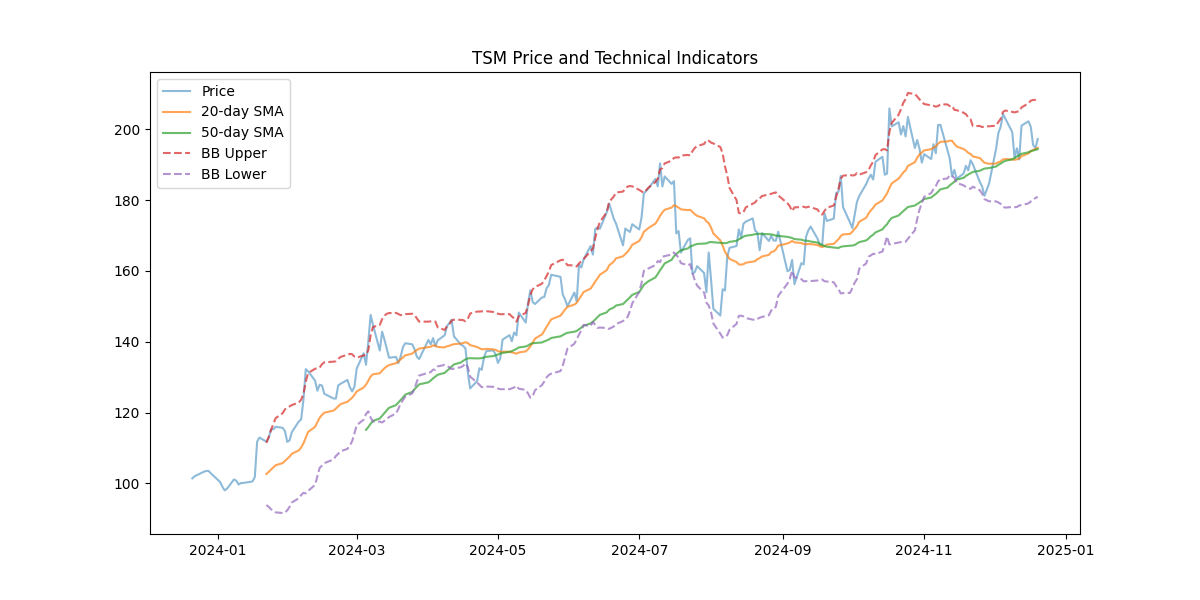 TSM Price and Technical Indicators
Price
20-day SMA
50-day SMA
BB Upper
BB Lower
200
180
160
140
120
100
2024-01 2024-03 2024-05 2024-07 2024-09 2024-11 2025-01